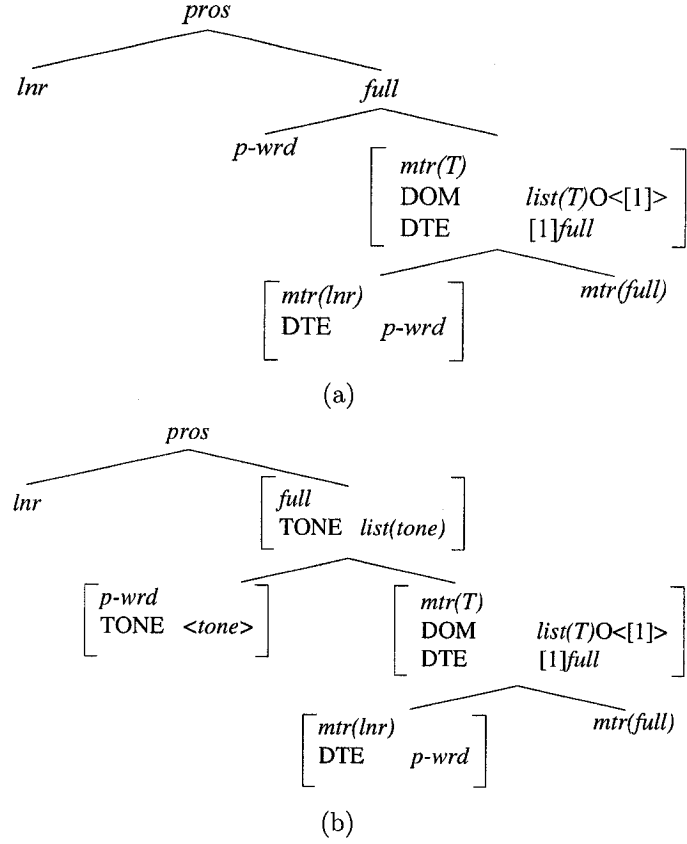 pros
lnr full
p-wrd
mtr(T)
DOM list(T)O<[1]>
DTE [1]full
mtr(lnr) mtr(full)
DTE p-wrd
(a)
pros
lnr
full
TONE list(tone)
p-wrd mtr(T)
TONE <tone> DOM list(T)O<[1]>
DTE [1]full
mtr(lnr) mtr(full)
DTE p-wrd
(b)